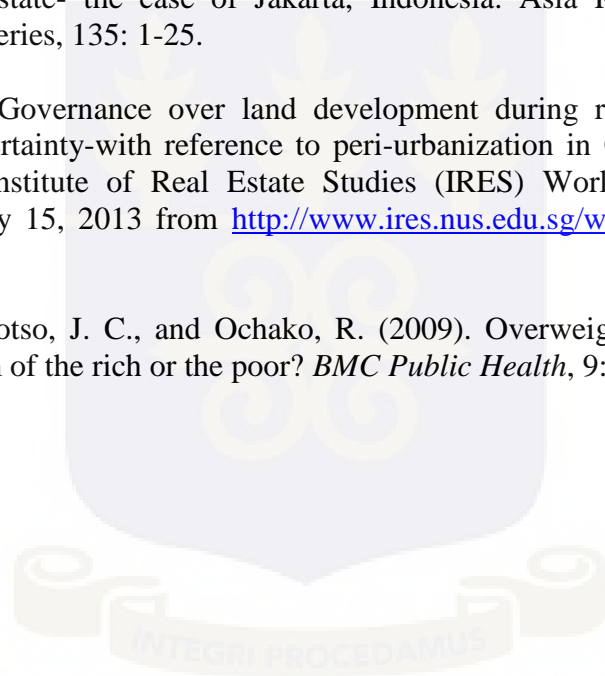 state- the case of Jakarta, Indonesia. Asia
eries, 135: 1-25.
Governance over land development during
rtainty-with reference to peri-urbanization in
nstitute of Real Estate Studies (IRES)
y 15, 2013 from http://www.ires.nus.edu.sg/w
otso, J. C., and Ochako, R. (2009). Overweig
n of the rich or the poor? BMC Public Health, 9:
INTEGRI PROCEDAMUS